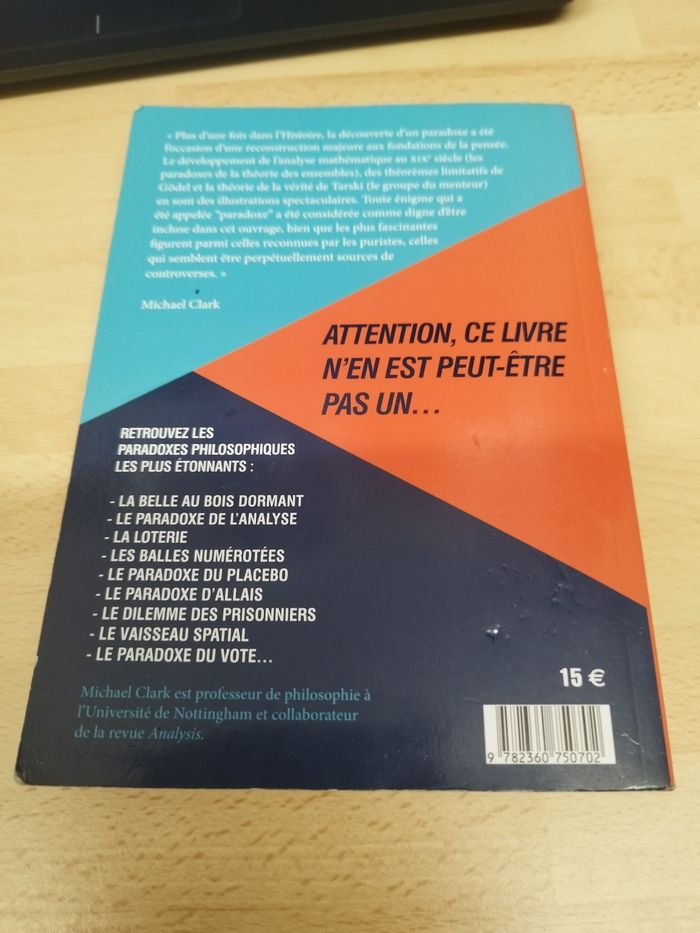 « Plus d'une fois dans l'Histoire, la découverte d'un paradoxe a été
l'occasion d'une reconstruction majeure aux fondations de la pensée.
Le développement de l'analyse mathématique au XIXe siècle (les
paradoxes de la théorie des ensembles), des théorèmes limitatifs de
Gödel et la théorie de la vérité de Tarski (le groupe du menteur)
en sont des illustrations spectaculaires. Toute énigme qui a
été appelée "paradoxe" a été considérée comme digne d'être
incluse dans cet ouvrage, bien que les plus fascinantes
figurent parmi celles reconnues par les puristes, celles
qui semblent être perpétuellement sources de
controverses. »
Michael Clark
ATTENTION, CE LIVRE
N'EN EST PEUT-ÊTRE
PAS UN...
RETROUVEZ LES
PARADOXES PHILOSOPHIQUES
LES PLUS ÉTONNANTS :
- LA BELLE AU BOIS DORMANT
- LE PARADOXE DE L'ANALYSE
- LA LOTERIE
- LES BALLES NUMÉROTÉES
- LE PARADOXE DU PLACEBO
- LE PARADOXE D'ALLAIS
- LE DILEMME DES PRISONNIERS
- LE VAISSEAU SPATIAL
- LE PARADOXE DU VOTE...
Michael Clark est professeur de philosophie à
l'Université de Nottingham et collaborateur
de la revue Analysis.
15 €
9 782360 750702